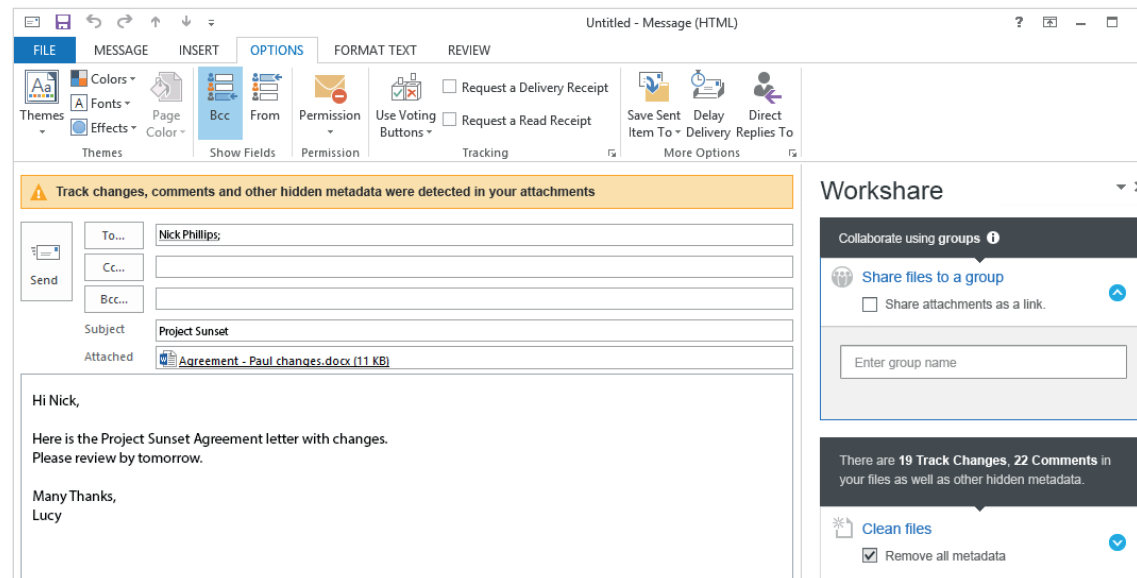 Untitled - Message (HTML)
?
FILE MESSAGE INSERT OPTIONS FORMAT TEXT REVIEW
Aa
Themes
Colors
A Fonts
Effects
Page
Color
Themes
Bcc
From
Show Fields
Permission
Permission
Use Voting
Buttons
Request a Delivery Receipt
Request a Read Receipt
Tracking
Save Sent
Item To
Delay
Delivery
Direct
Replies To
More Options
Track changes, comments and other hidden metadata were detected in your attachments
Send
To... Nick Phillips;
Cc...
Bcc...
Subject Project Sunset
Attached Agreement - Paul changes.docx (11 KB)
Hi Nick,
Here is the Project Sunset Agreement letter with changes.
Please review by tomorrow.
Many Thanks,
Lucy
Workshare
Collaborate using groups
Share files to a group
Share attachments as a link.
Enter group name
There are 19 Track Changes, 22 Comments in
your files as well as other hidden metadata.
Clean files
Remove all metadata